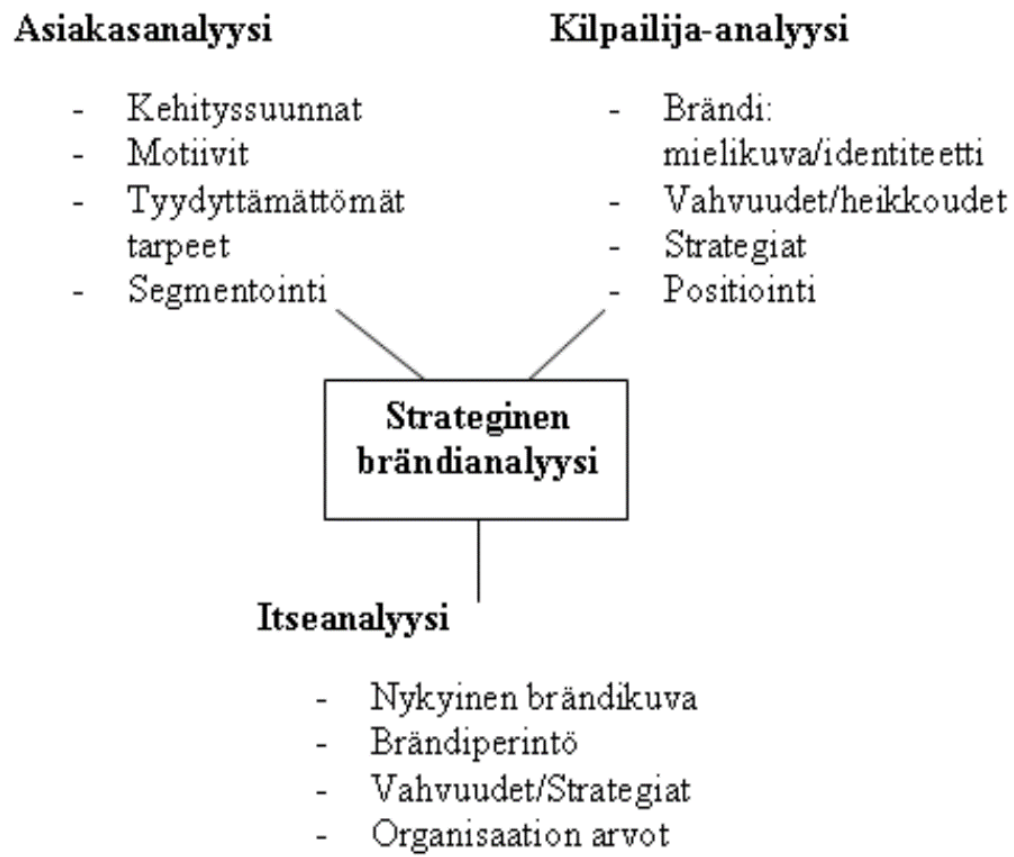 Asiakasanalyysi
- Kehityssuunnat
- Motiivit
- Tyydyttämättömät
tarpeet
- Segmentointi
Kilpailija-analyysi
- Brändi:
mielikuva/identiteetti
- Vahvuudet/heikkoudet
- Strategiat
- Positiointi
Strateginen
brändianalyysi
Itseanalyysi
- Nykyinen brändikuva
- Brändiperintö
- Vahvuudet/Strategiat
- Organisaation arvot